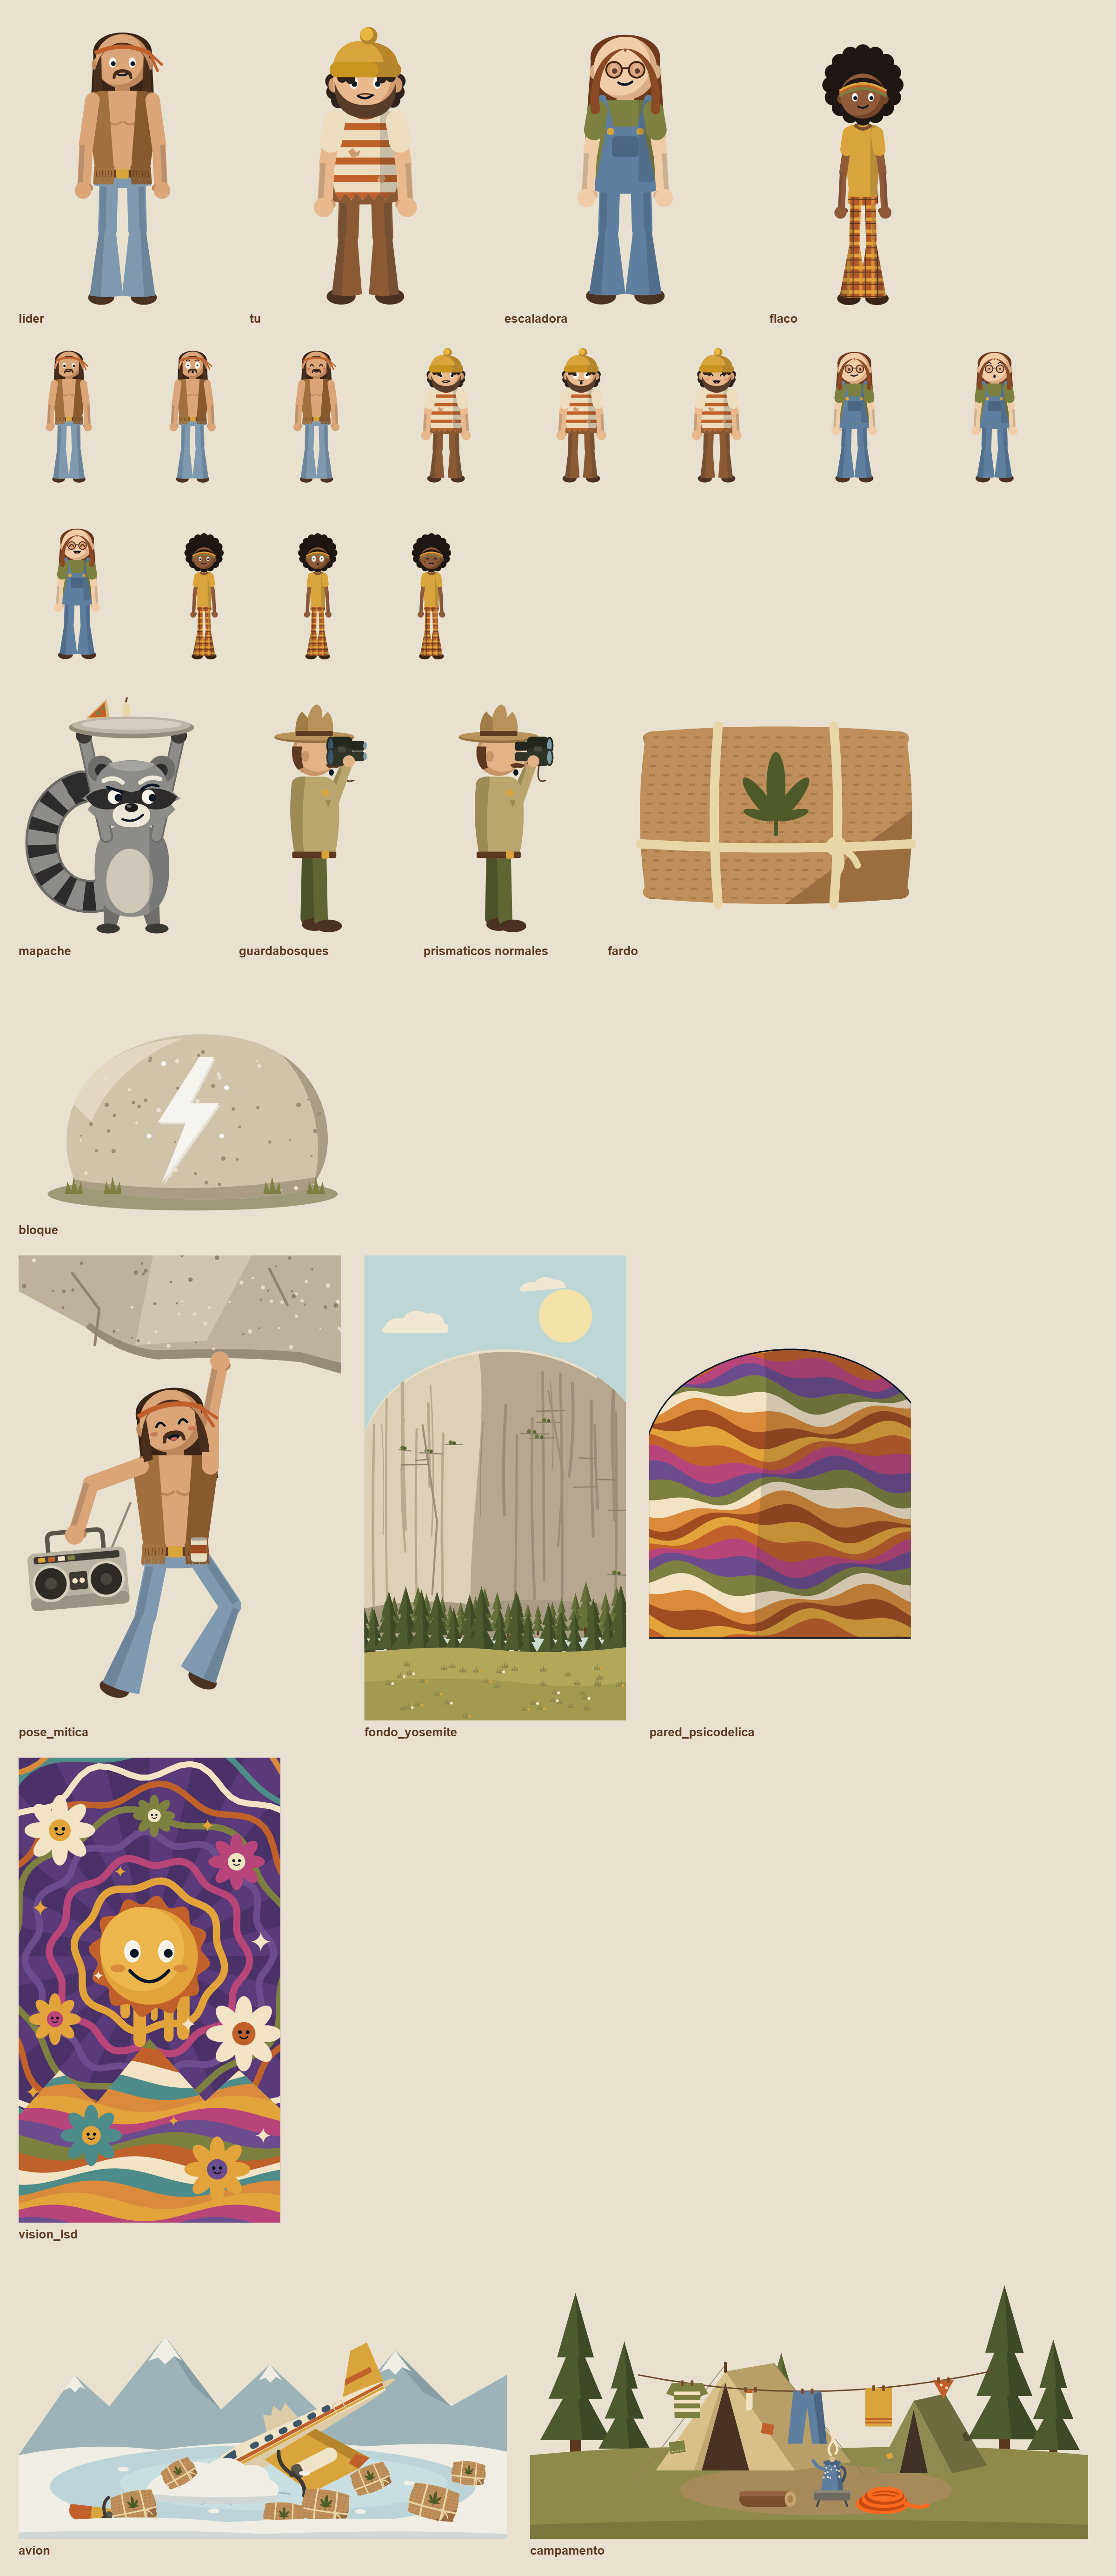 lider
tu
escaladora
flaco
mapache
guardabosques
prismaticos normales
fardo
bloque
pose_mitica
fondo_yosemite
pared_psicodelica
vision_lsd
avion
campamento